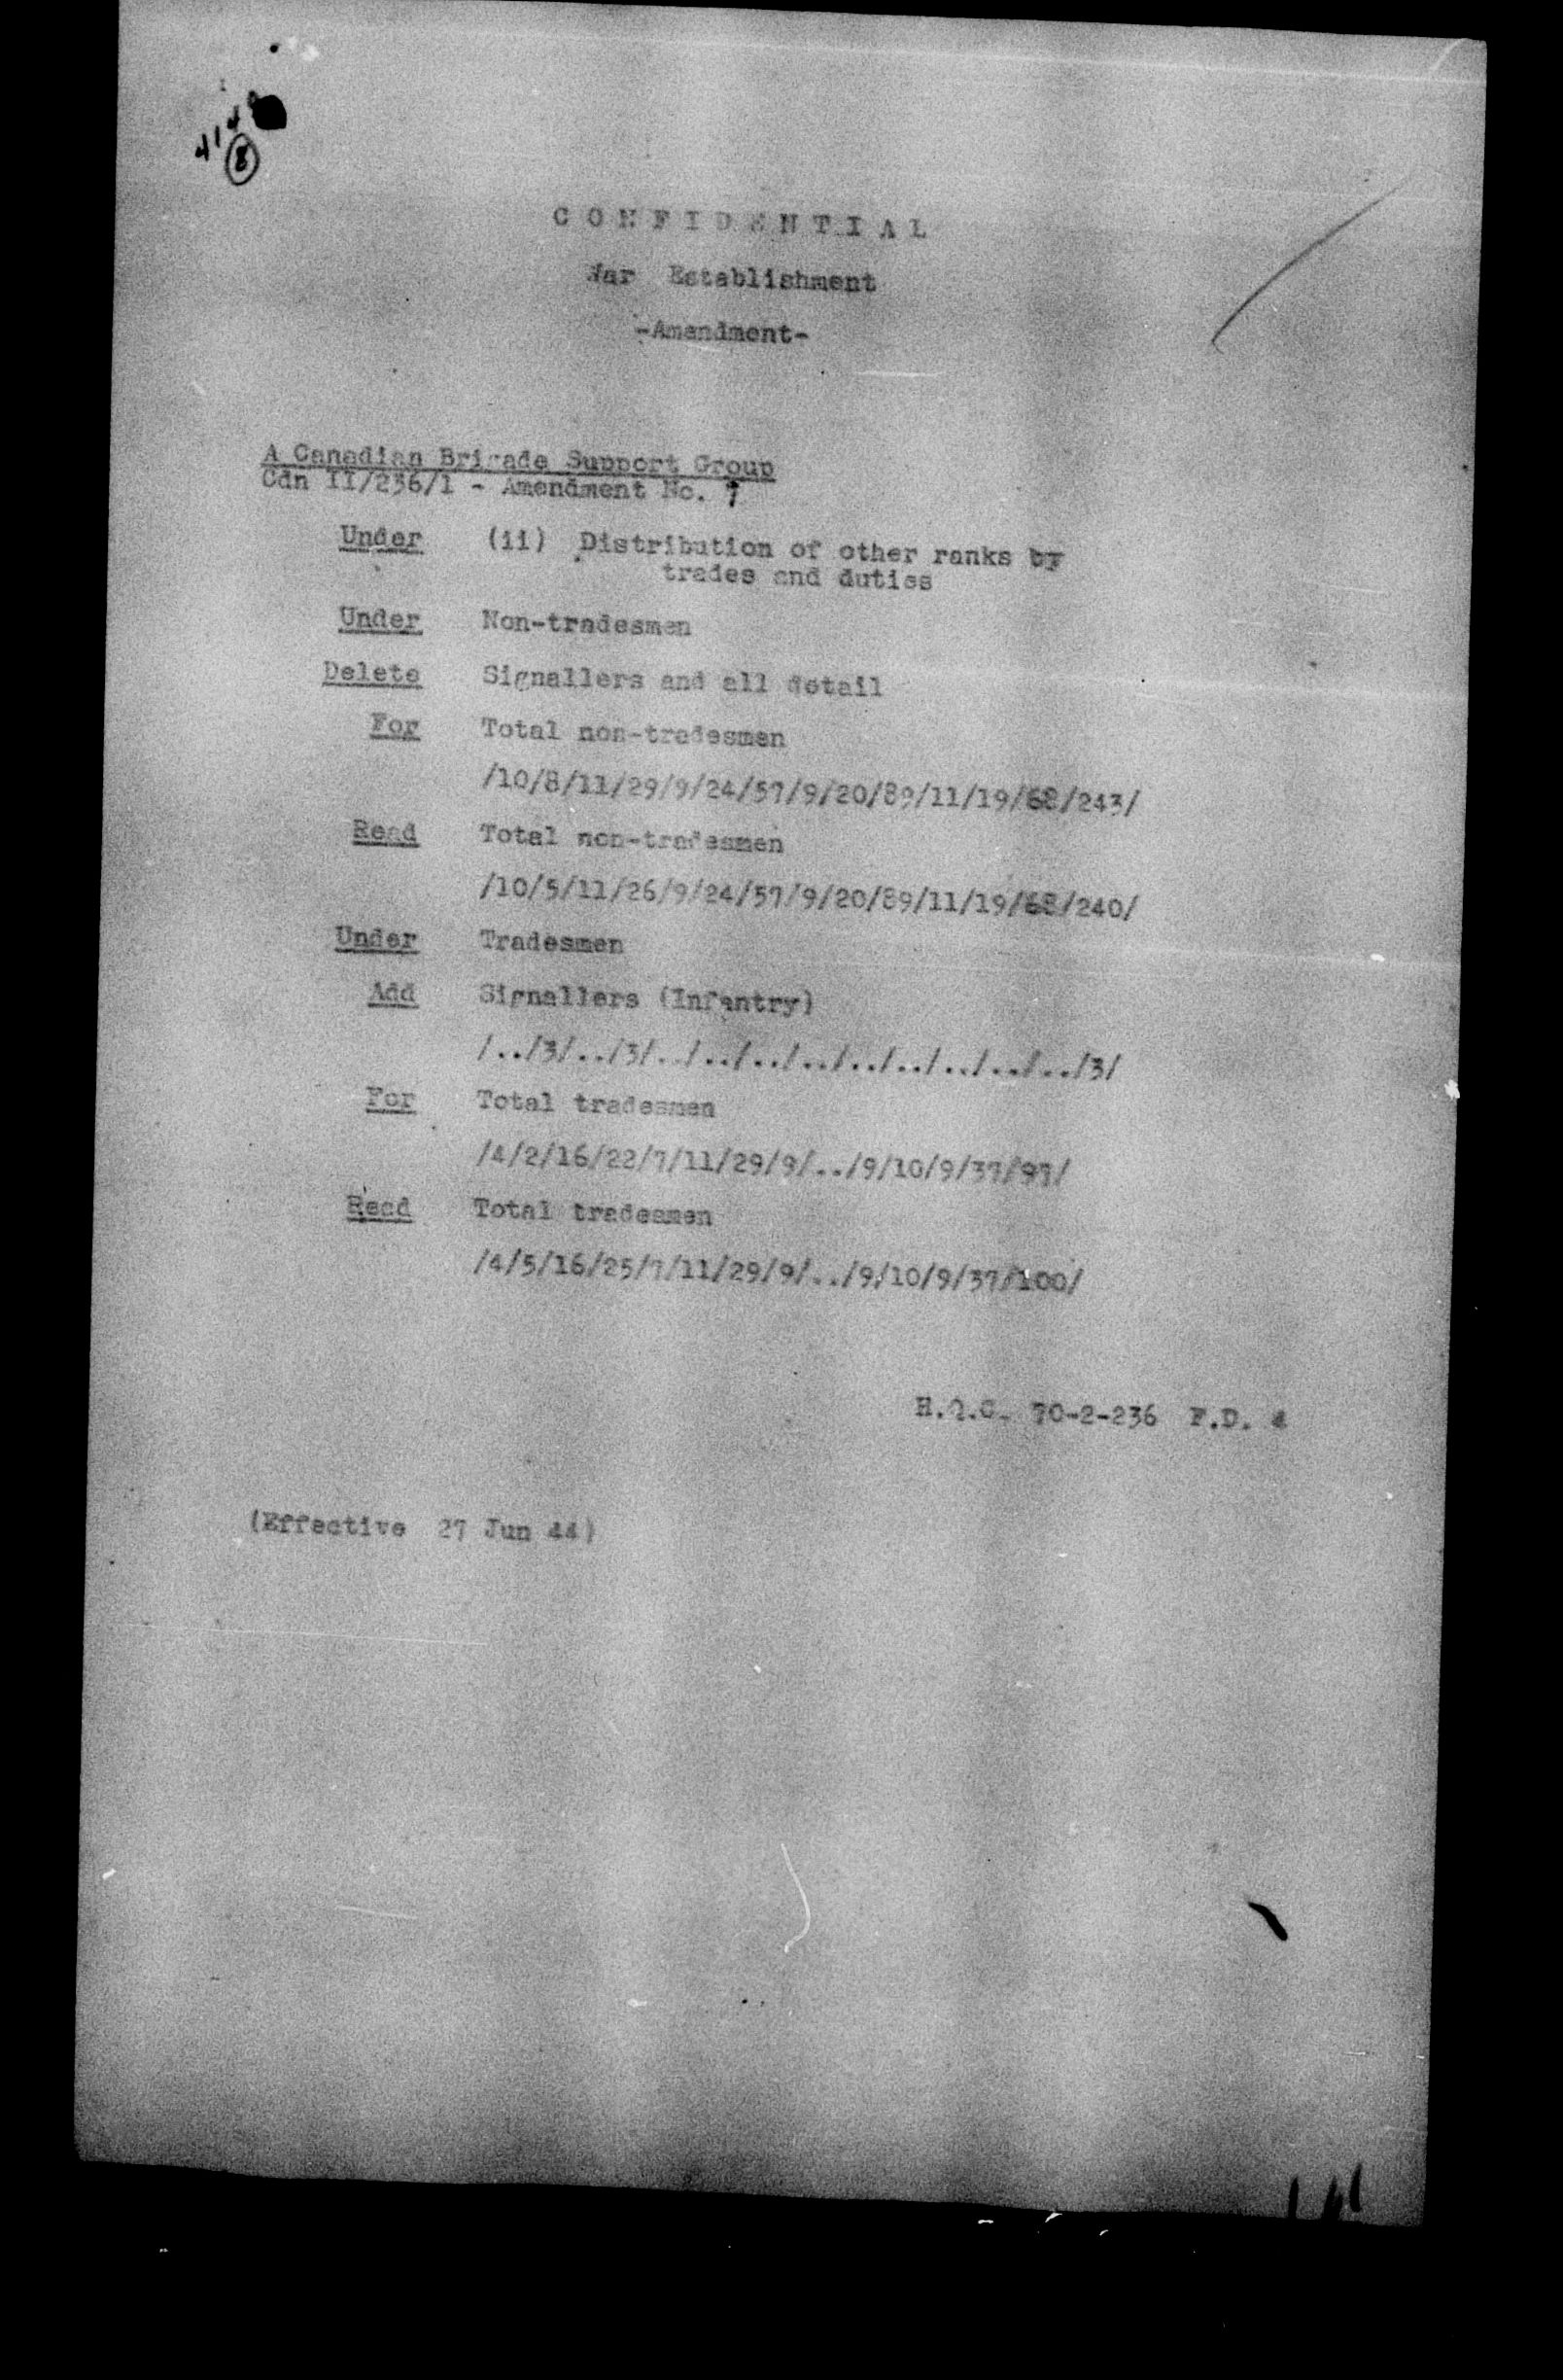 8
C O N F I D E N T I A L
War Establishment
-Amendment-
A Canadian Brigade Support Group
Cdn II/236/1 - Amendment No. 7
Under (ii) Distribution of other ranks by
trades and duties
Under Non-tradesmen
Delete Signallers and all detail
For Total non-tradesmen
/10/8/11/29/9/24/57/9/20/89/11/19/68/243/
Read Total non-tradesmen
/10/5/11/26/9/24/57/9/20/89/11/19/68/240/
Under Tradesmen
Add Signallers (Infantry)
/../3/../3/../../../../../../../../../3/
For Total tradesmen
/4/2/16/22/7/11/29/9/../9/10/9/37/97/
Read Total tradesmen
/4/5/16/25/7/11/29/9/../9/10/9/37/100/
H.Q.C. 70-2-236 F.D. 4
(Effective 27 Jun 44)